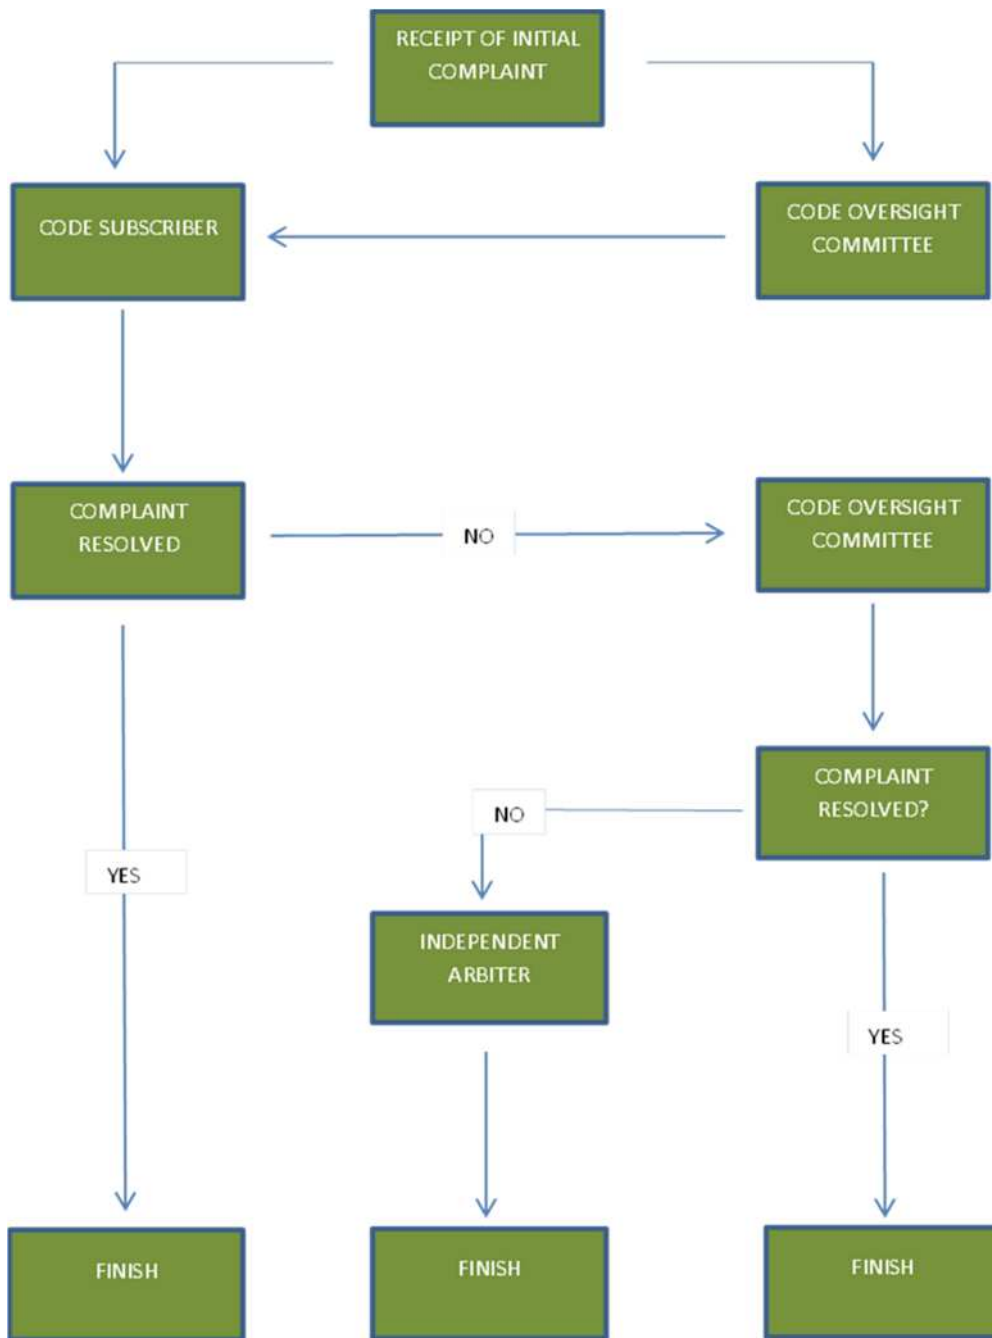 RECEIPT OF INITIAL
COMPLAINT
CODE SUBSCRIBER
CODE OVERSIGHT
COMMITTEE
COMPLAINT
RESOLVED
NO
CODE OVERSIGHT
COMMITTEE
COMPLAINT
RESOLVED?
NO
YES
INDEPENDENT
ARBITER
YES
FINISH
FINISH
FINISH